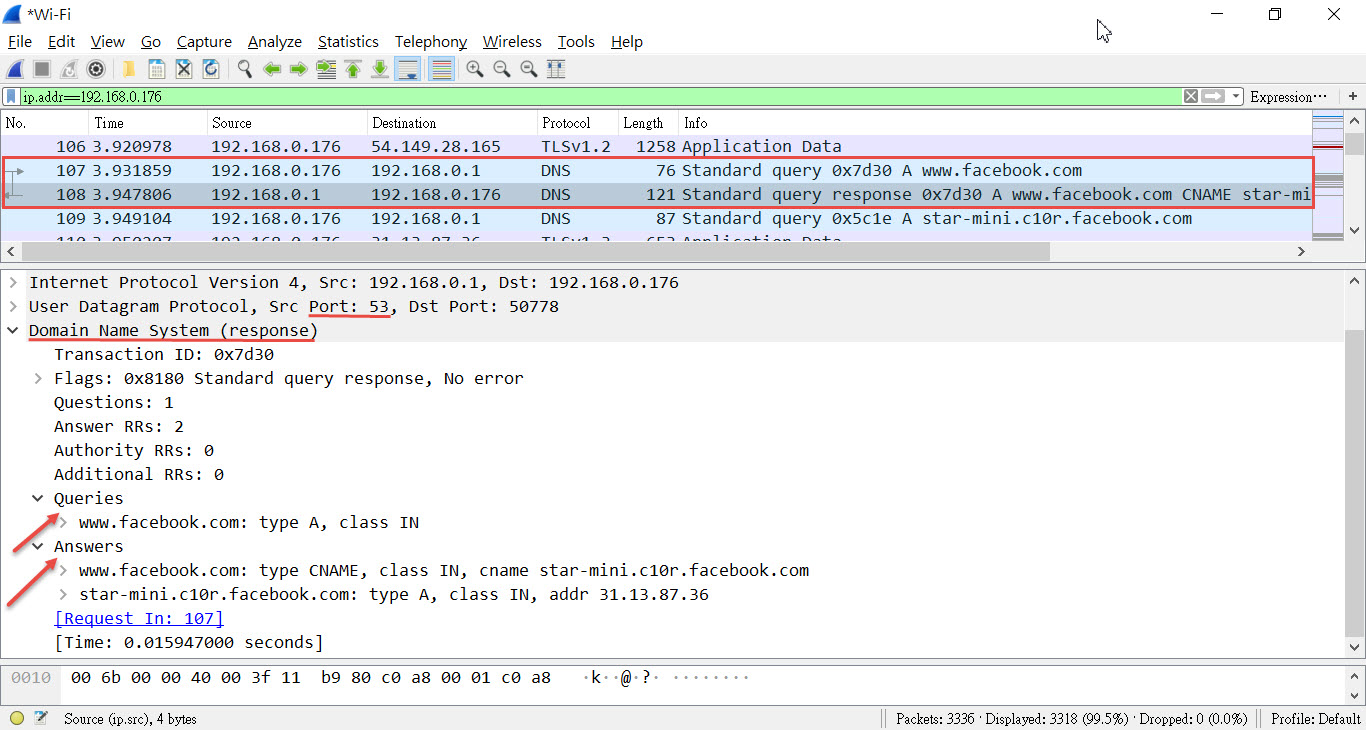 *Wi-Fi
File Edit View Go Capture Analyze Statistics Telephony Wireless Tools Help
ip.addr==192.168.0.176 Expression… +
No. Time Source Destination Protocol Length Info
106 3.920978 192.168.0.176 54.149.28.165 TLSv1.2 1258 Application Data
107 3.931859 192.168.0.176 192.168.0.1 DNS 76 Standard query 0x7d30 A www.facebook.com
108 3.947806 192.168.0.1 192.168.0.176 DNS 121 Standard query response 0x7d30 A www.facebook.com CNAME star-mi
109 3.949104 192.168.0.176 192.168.0.1 DNS 87 Standard query 0x5c1e A star-mini.c10r.facebook.com
Internet Protocol Version 4, Src: 192.168.0.1, Dst: 192.168.0.176
User Datagram Protocol, Src Port: 53, Dst Port: 50778
Domain Name System (response)
Transaction ID: 0x7d30
Flags: 0x8180 Standard query response, No error
Questions: 1
Answer RRs: 2
Authority RRs: 0
Additional RRs: 0
Queries
www.facebook.com: type A, class IN
Answers
www.facebook.com: type CNAME, class IN, cname star-mini.c10r.facebook.com
star-mini.c10r.facebook.com: type A, class IN, addr 31.13.87.36
[Request In: 107]
[Time: 0.015947000 seconds]
0010 00 6b 00 00 40 00 3f 11 b9 80 c0 a8 00 01 c0 a8 ·k··@·?· ········
Source (ip.src), 4 bytes Packets: 3336 · Displayed: 3318 (99.5%) · Dropped: 0 (0.0%) Profile: Default